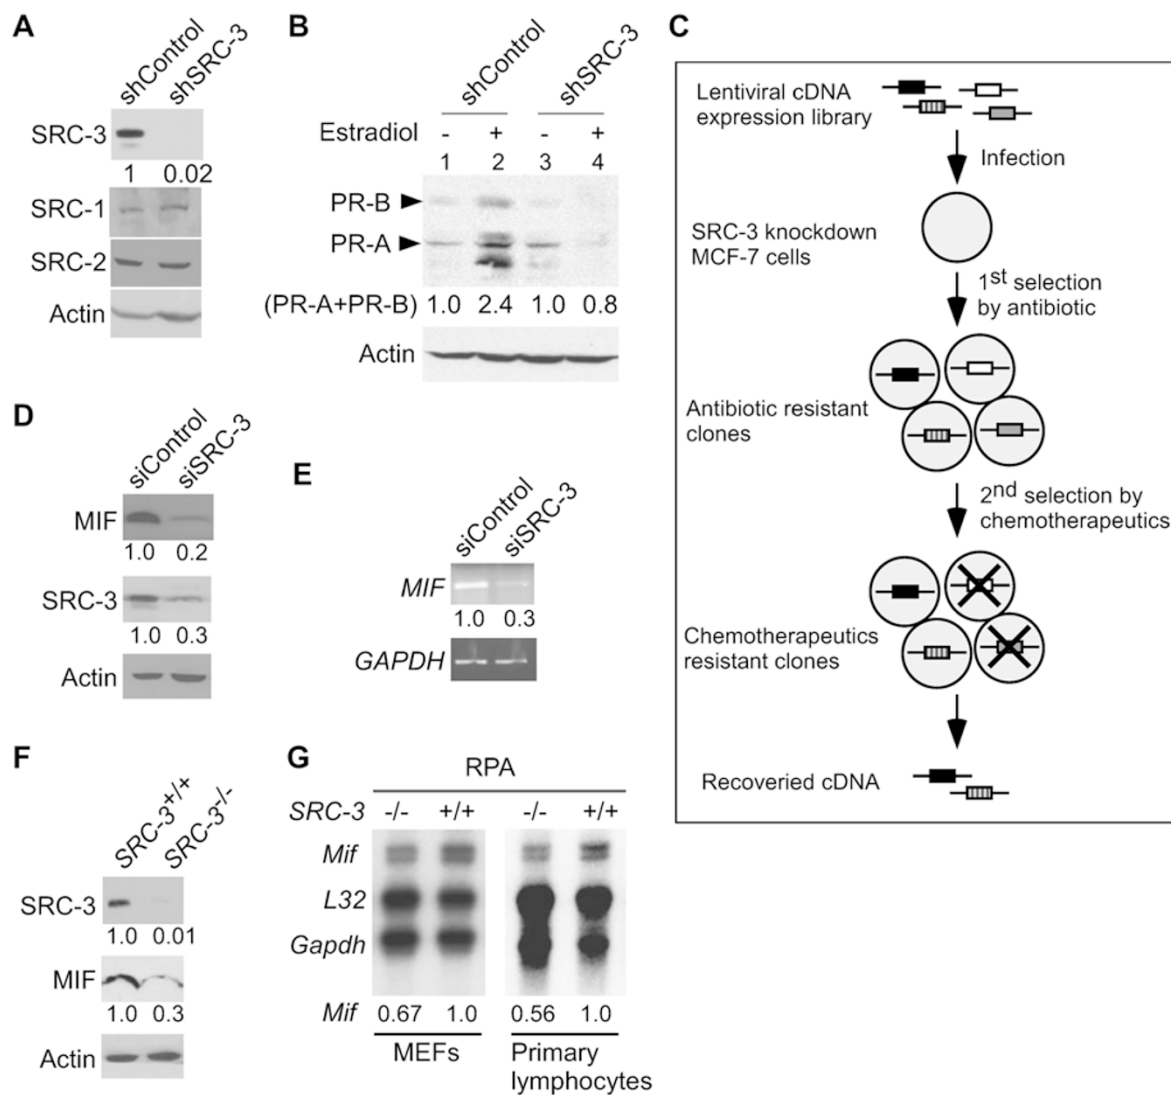 A
shControl
shSRC-3
SRC-3
1 0.02
SRC-1
SRC-2
Actin
B
shControl shSRC-3
Estradiol - + - +
1 2 3 4
PR-B
PR-A
(PR-A+PR-B) 1.0 2.4 1.0 0.8
Actin
C
Lentiviral cDNA
expression library
Infection
SRC-3 knockdown
MCF-7 cells
1st selection
by antibiotic
Antibiotic resistant
clones
2nd selection by
chemotherapeutics
Chemotherapeutics
resistant clones
Recoveried cDNA
D
siControl
siSRC-3
MIF
1.0 0.2
SRC-3
1.0 0.3
Actin
E
siControl
siSRC-3
MIF
1.0 0.3
GAPDH
F
SRC-3+/+
SRC-3-/-
SRC-3
1.0 0.01
MIF
1.0 0.3
Actin
G
RPA
SRC-3 -/- +/+ -/- +/+
Mif
L32
Gapdh
Mif 0.67 1.0 0.56 1.0
MEFs
Primary
lymphocytes